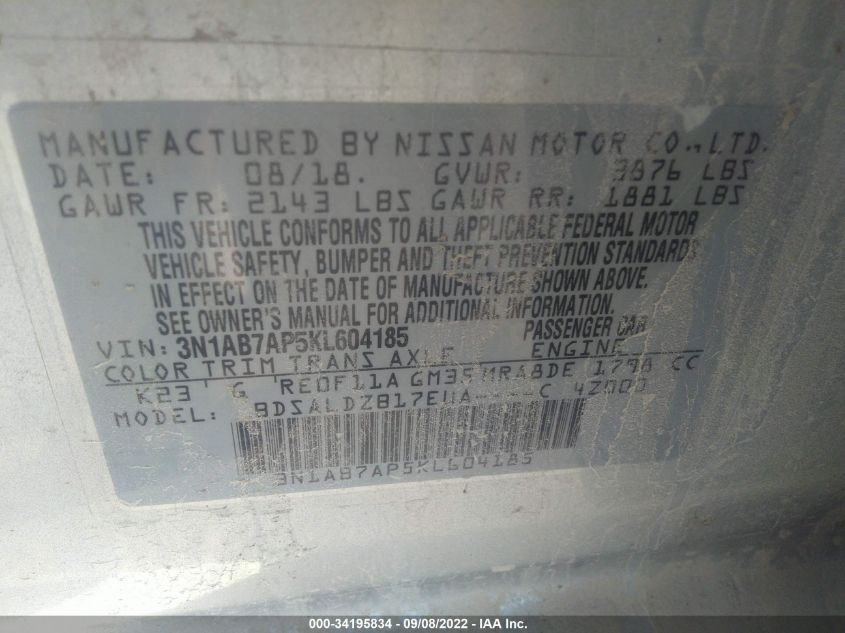 MANUFACTURED BY NISSAN MOTOR CO., LTD.
DATE: 08/18. GVWR: 3876 LBS
GAWR FR: 2143 LBS GAWR RR: 1881 LBS
THIS VEHICLE CONFORMS TO ALL APPLICABLE FEDERAL MOTOR
VEHICLE SAFETY, BUMPER AND THEFT PREVENTION STANDARDS
IN EFFECT ON THE DATE OF MANUFACTURE SHOWN ABOVE.
SEE OWNER'S MANUAL FOR ADDITIONAL INFORMATION.
VIN: 3N1AB7AP5KL604185 PASSENGER CAR
COLOR TRIM TRANS AXLE ENGINE
K23 G RE0F11A GM35 MRA8DE 1798 CC
MODEL: BDSALDZB17EUA----C 4Z000
3N1AB7AP5KL604185
000-34195834 - 09/08/2022 - IAA Inc.